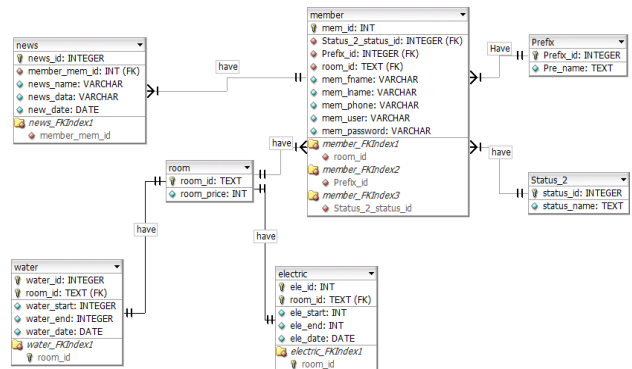 news
news_id: INTEGER
member_mem_id: INT (FK)
news_name: VARCHAR
news_data: VARCHAR
new_date: DATE
news_FKIndex1
member_mem_id
have
member
mem_id: INT
Status_2_status_id: INTEGER (FK)
Prefix_id: INTEGER (FK)
room_id: TEXT (FK)
mem_fname: VARCHAR
mem_lname: VARCHAR
mem_phone: VARCHAR
mem_user: VARCHAR
mem_password: VARCHAR
member_FKIndex1
room_id
member_FKIndex2
Prefix_id
member_FKIndex3
Status_2_status_id
Have
Prefix
Prefix_id: INTEGER
Pre_name: TEXT
have
Status_2
status_id: INTEGER
status_name: TEXT
have
room
room_id: TEXT
room_price: INT
have
have
water
water_id: INTEGER
room_id: TEXT (FK)
water_start: INTEGER
water_end: INTEGER
water_date: DATE
water_FKIndex1
room_id
electric
ele_id: INT
room_id: TEXT (FK)
ele_start: INT
ele_end: INT
ele_date: DATE
electric_FKIndex1
room_id